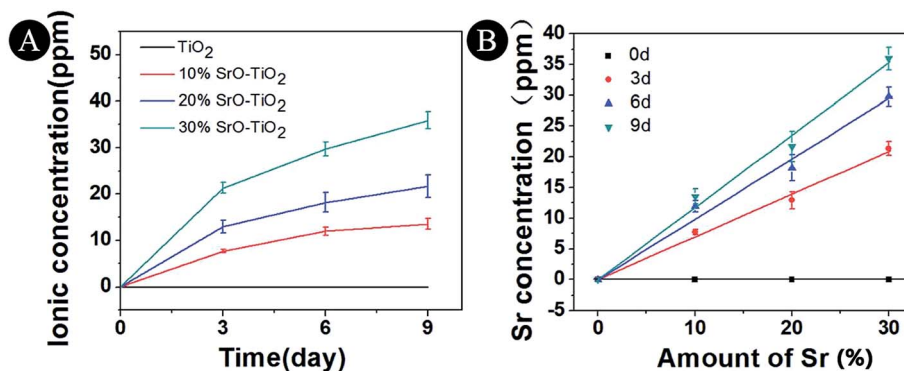 A
Ionic concentration(ppm)
50
40
30
20
10
0
TiO₂
10% SrO-TiO₂
20% SrO-TiO₂
30% SrO-TiO₂
0 3 6 9
Time(day)
B
Sr concentration (ppm)
40
35
30
25
20
15
10
5
0
-5
0d
3d
6d
9d
0 10 20 30
Amount of Sr (%)